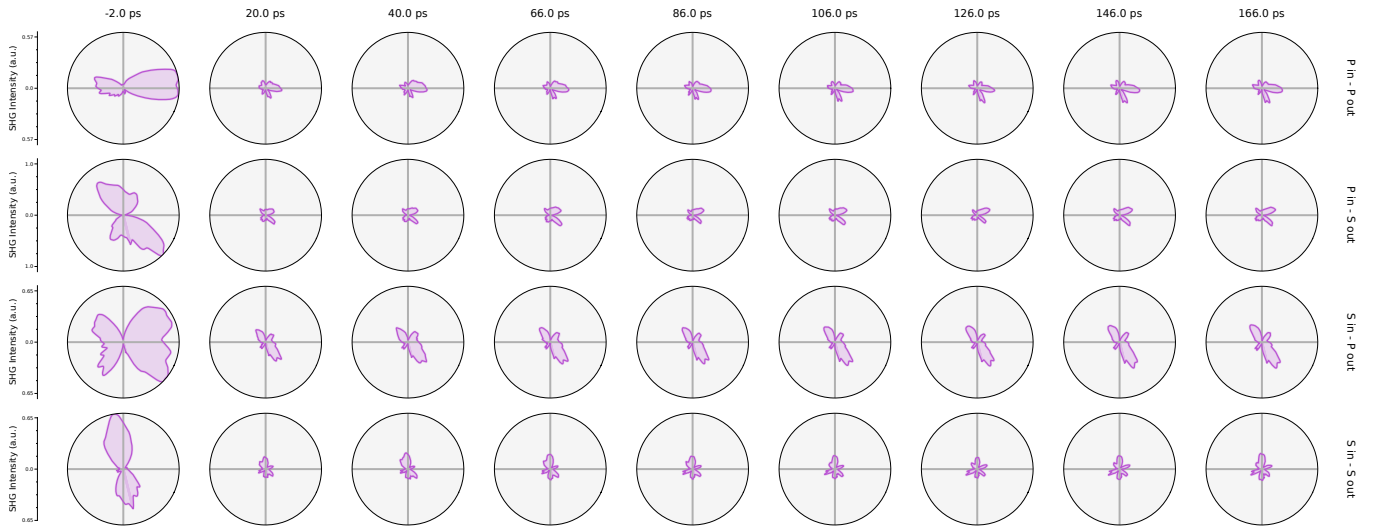 -2.0 ps 20.0 ps 40.0 ps 66.0 ps 86.0 ps 106.0 ps 126.0 ps 146.0 ps 166.0 ps
SHG Intensity (a.u.)
0.57
0.0
0.57
P in - P out
SHG Intensity (a.u.)
1.0
0.0
1.0
P in - S out
SHG Intensity (a.u.)
0.65
0.0
0.65
S in - P out
SHG Intensity (a.u.)
0.65
0.0
0.65
S in - S out